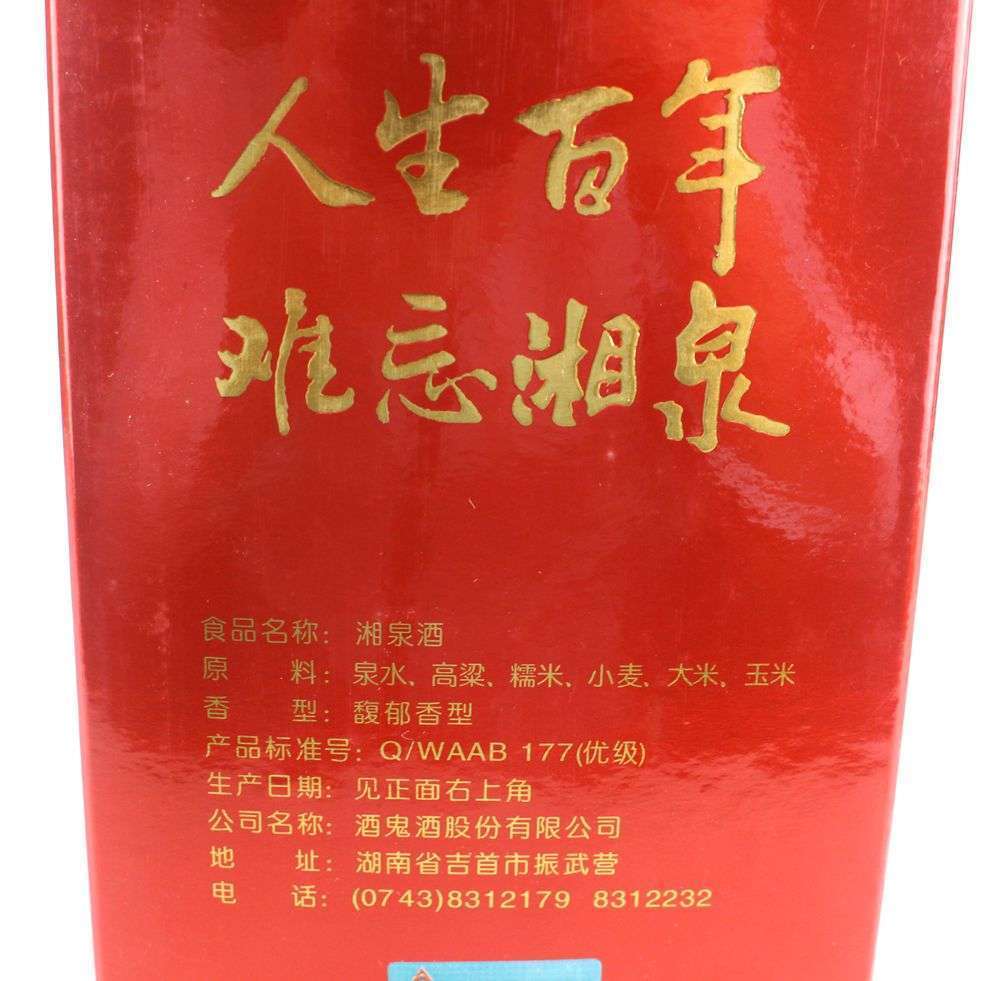 人生百年
难忘湘泉
食品名称：湘泉酒
原料：泉水、高粱、糯米、小麦、大米、玉米
香型：馥郁香型
产品标准号：Q/WAAB 177(优级)
生产日期：见正面右上角
公司名称：酒鬼酒股份有限公司
地址：湖南省吉首市振武营
电话：(0743)8312179 8312232